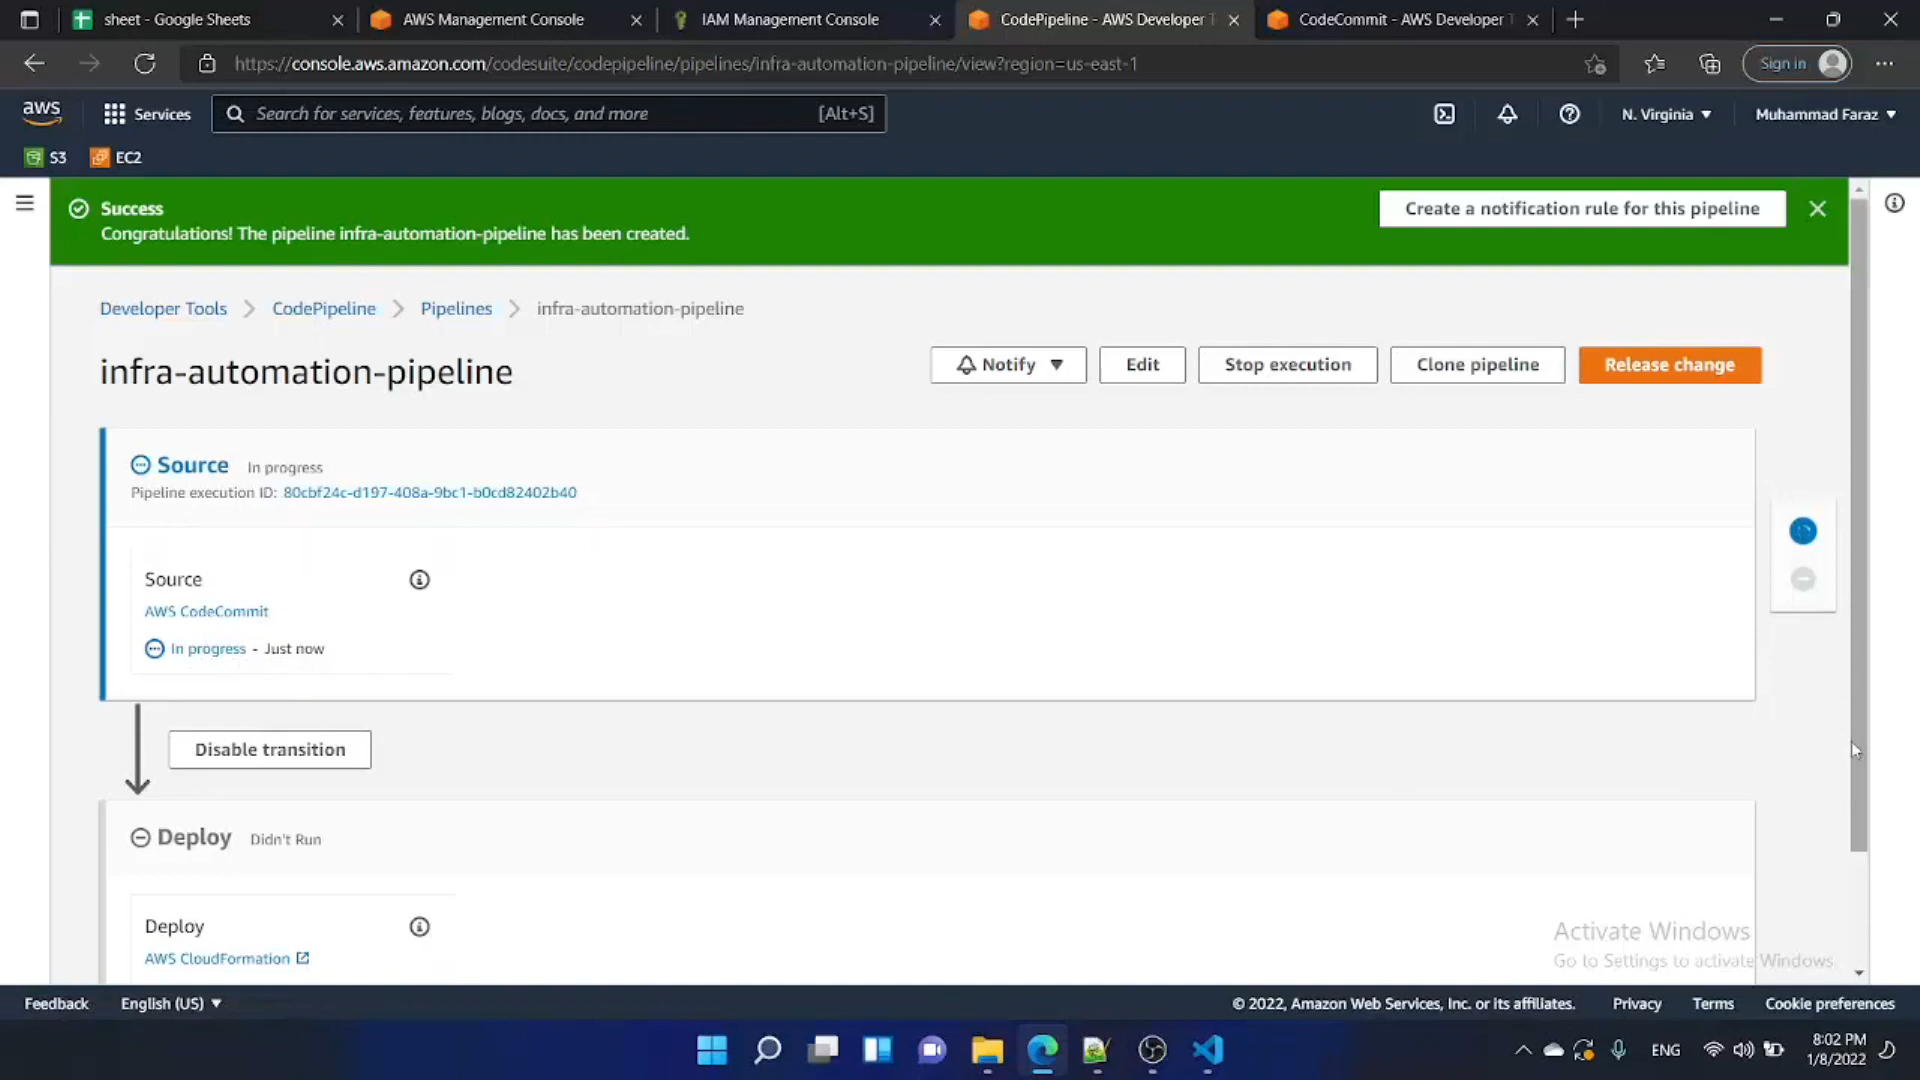 sheet - Google Sheets
AWS Management Console
IAM Management Console
CodePipeline - AWS Developer T
CodeCommit - AWS Developer T
https://console.aws.amazon.com/codesuite/codepipeline/pipelines/infra-automation-pipeline/view?region=us-east-1
Sign in
aws
Services
Search for services, features, blogs, docs, and more
[Alt+S]
N. Virginia ▼
Muhammad Faraz ▼
S3
EC2
Success
Congratulations! The pipeline infra-automation-pipeline has been created.
Create a notification rule for this pipeline
Developer Tools > CodePipeline > Pipelines > infra-automation-pipeline
infra-automation-pipeline
Notify ▼
Edit
Stop execution
Clone pipeline
Release change
Source In progress
Pipeline execution ID: 80cbf24c-d197-408a-9bc1-b0cd82402b40
Source
AWS CodeCommit
In progress - Just now
Disable transition
Deploy Didn't Run
Deploy
AWS CloudFormation
Activate Windows
Go to Settings to activate Windows.
Feedback
English (US) ▼
© 2022, Amazon Web Services, Inc. or its affiliates.
Privacy
Terms
Cookie preferences
ENG
8:02 PM
1/8/2022